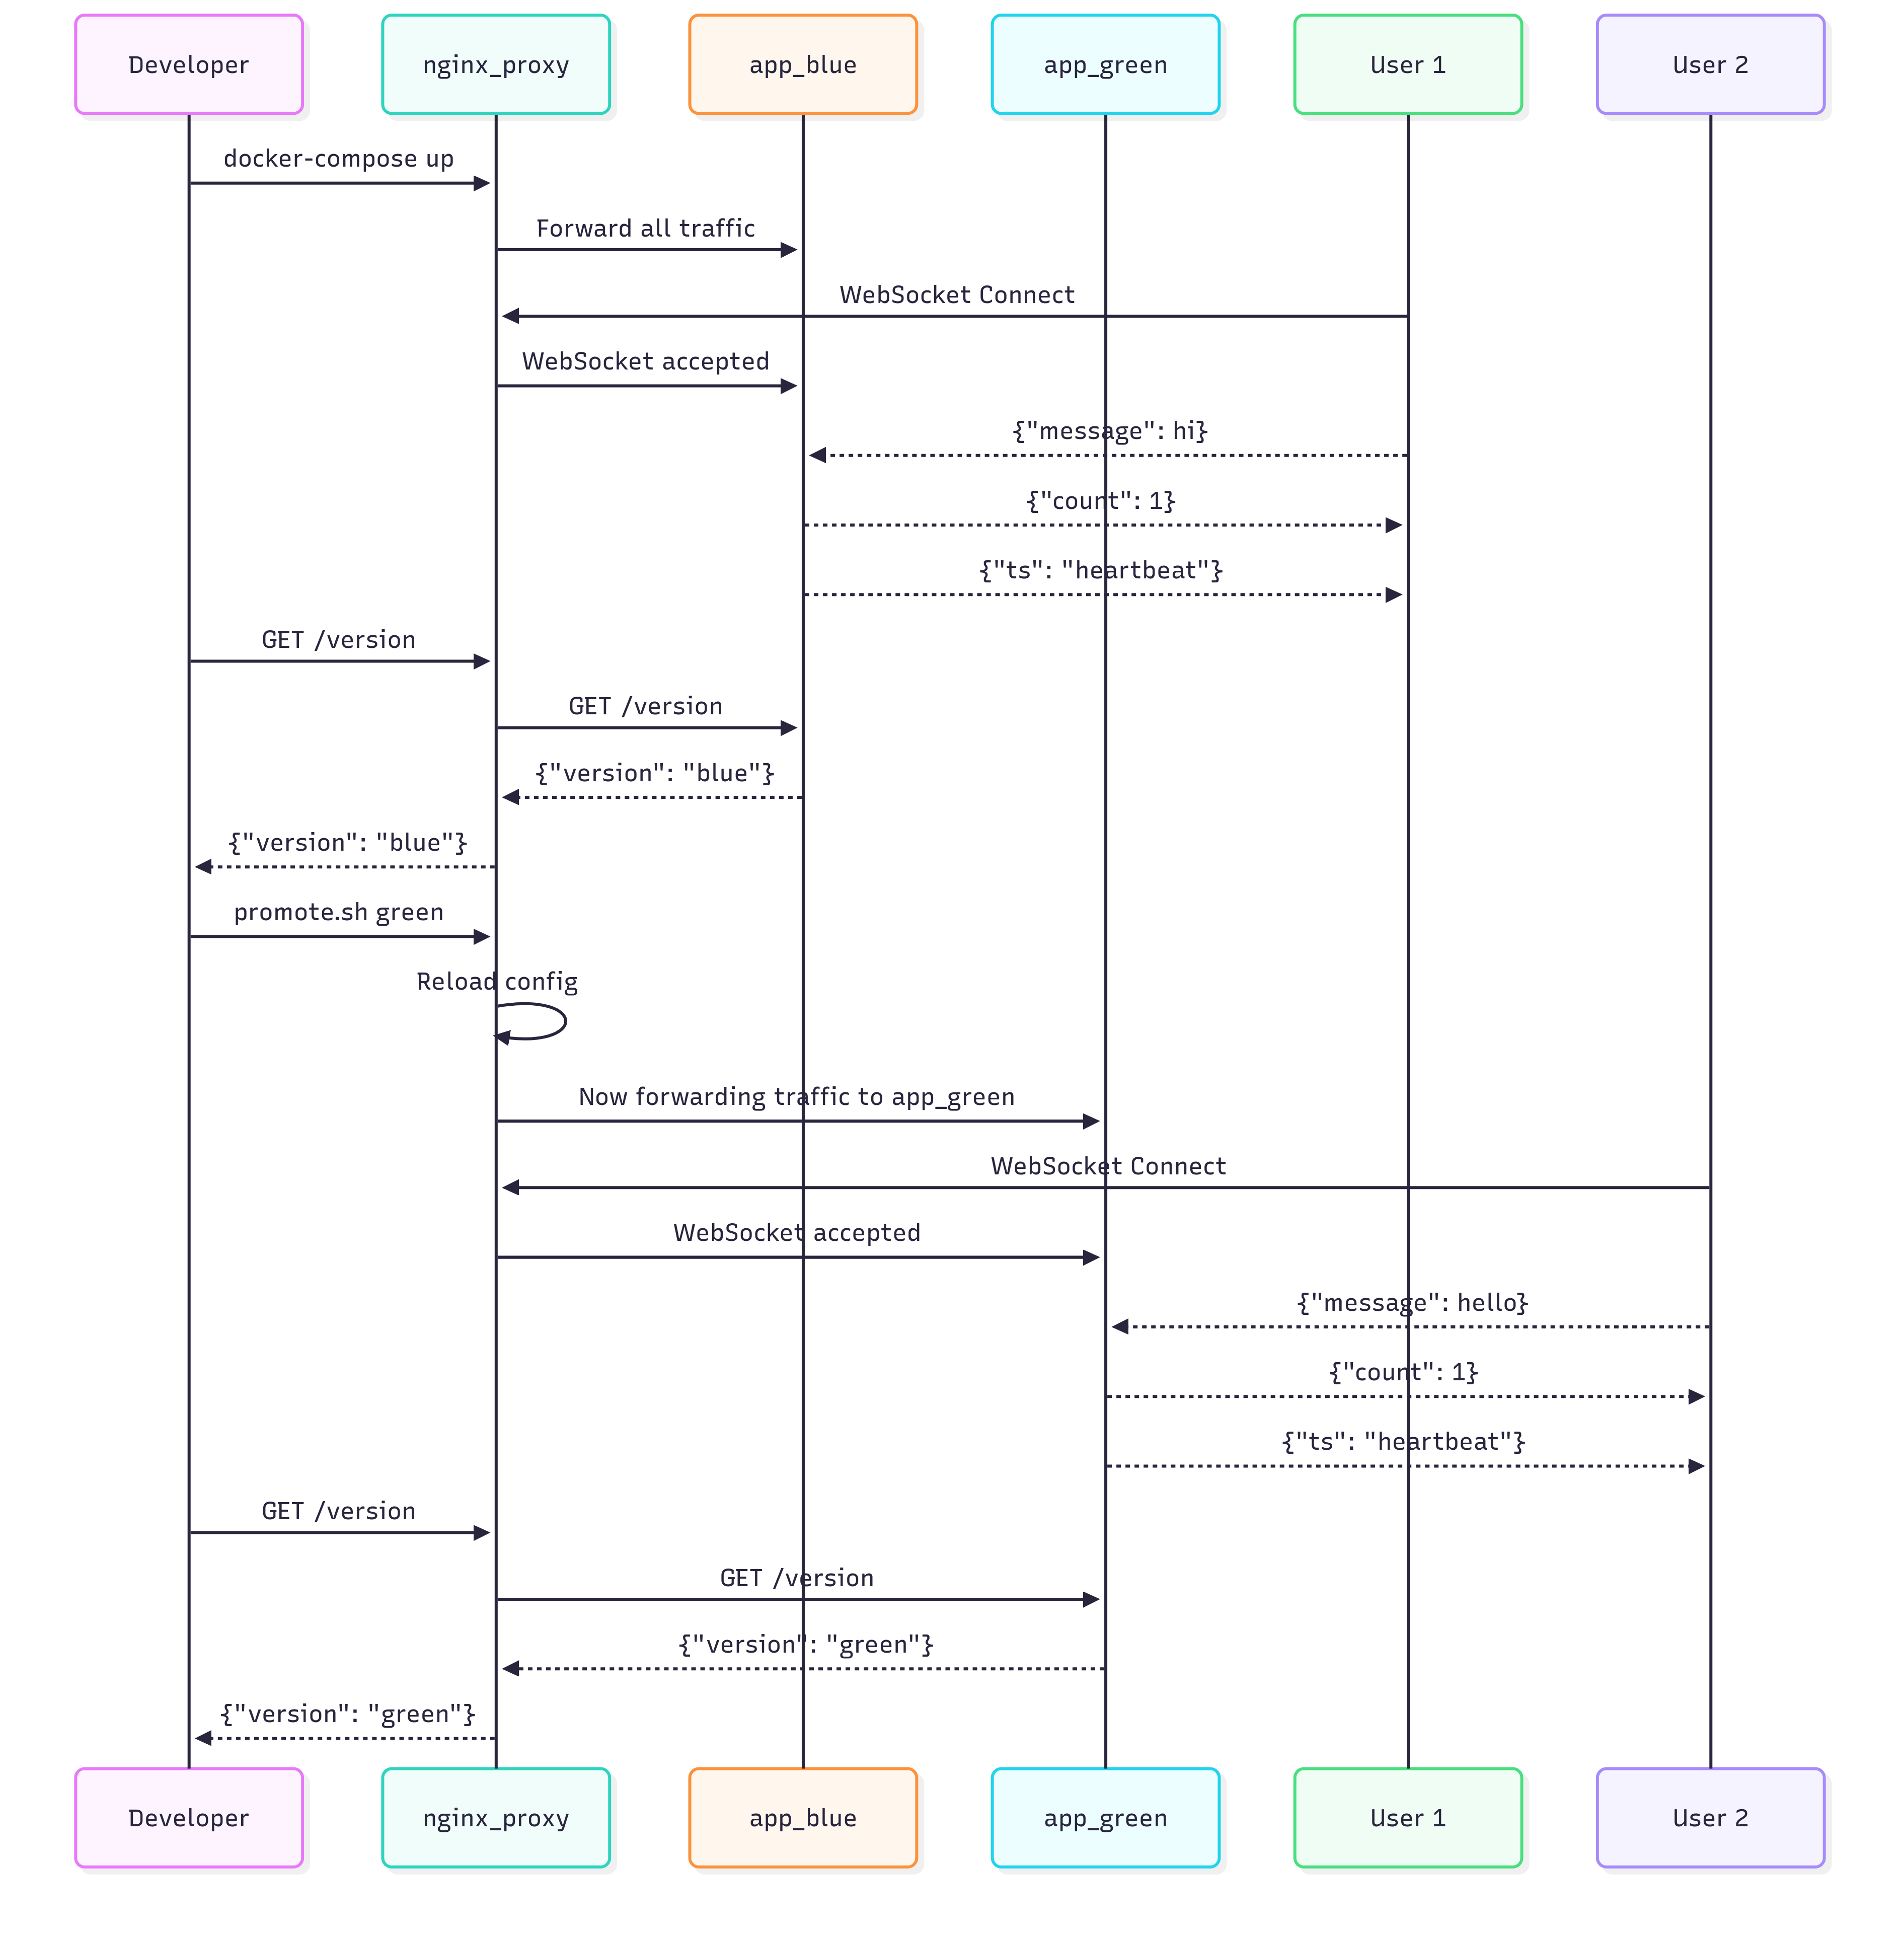 Developer
nginx_proxy
app_blue
app_green
User 1
User 2
docker-compose up
Forward all traffic
WebSocket Connect
WebSocket accepted
{"message": hi}
{"count": 1}
{"ts": "heartbeat"}
GET /version
GET /version
{"version": "blue"}
{"version": "blue"}
promote.sh green
Reload config
Now forwarding traffic to app_green
WebSocket Connect
WebSocket accepted
{"message": hello}
{"count": 1}
{"ts": "heartbeat"}
GET /version
GET /version
{"version": "green"}
{"version": "green"}
Developer
nginx_proxy
app_blue
app_green
User 1
User 2